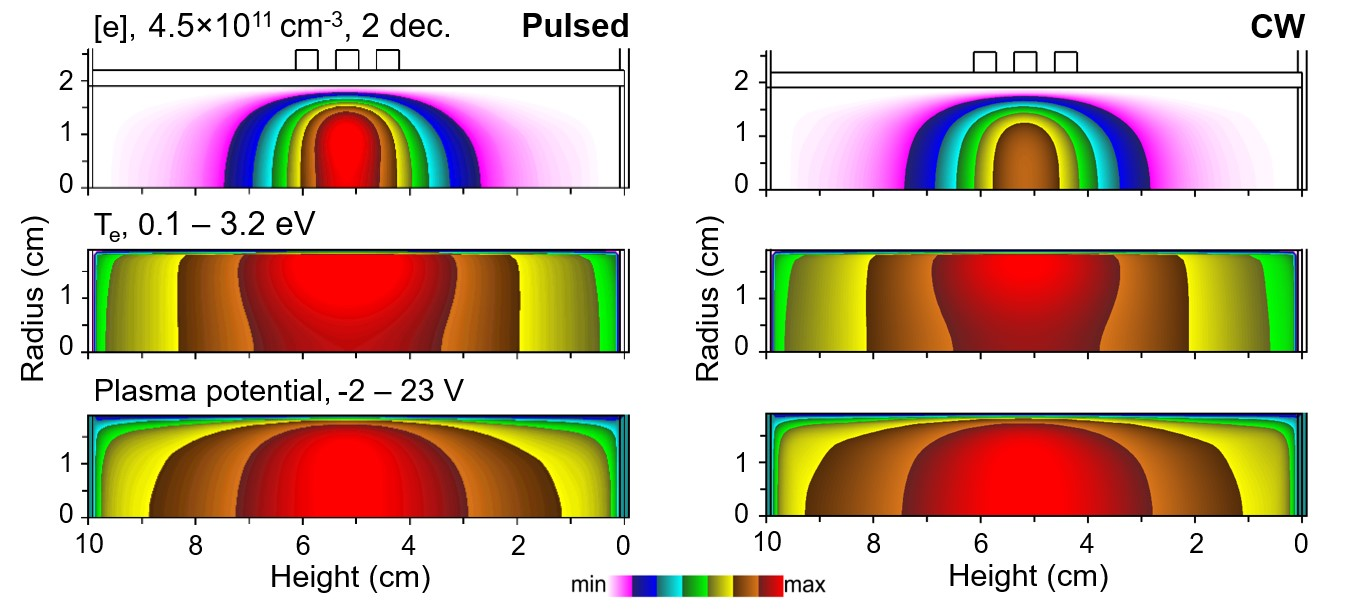 [e], 4.5×10¹¹ cm⁻³, 2 dec. Pulsed CW
2 2
1 1
0 0
Tₑ, 0.1 – 3.2 eV
1 1
0 0
Radius (cm) Radius (cm)
Plasma potential, -2 – 23 V
1 1
0 0
10 8 6 4 2 0 10 8 6 4 2 0
Height (cm) Height (cm)
min max